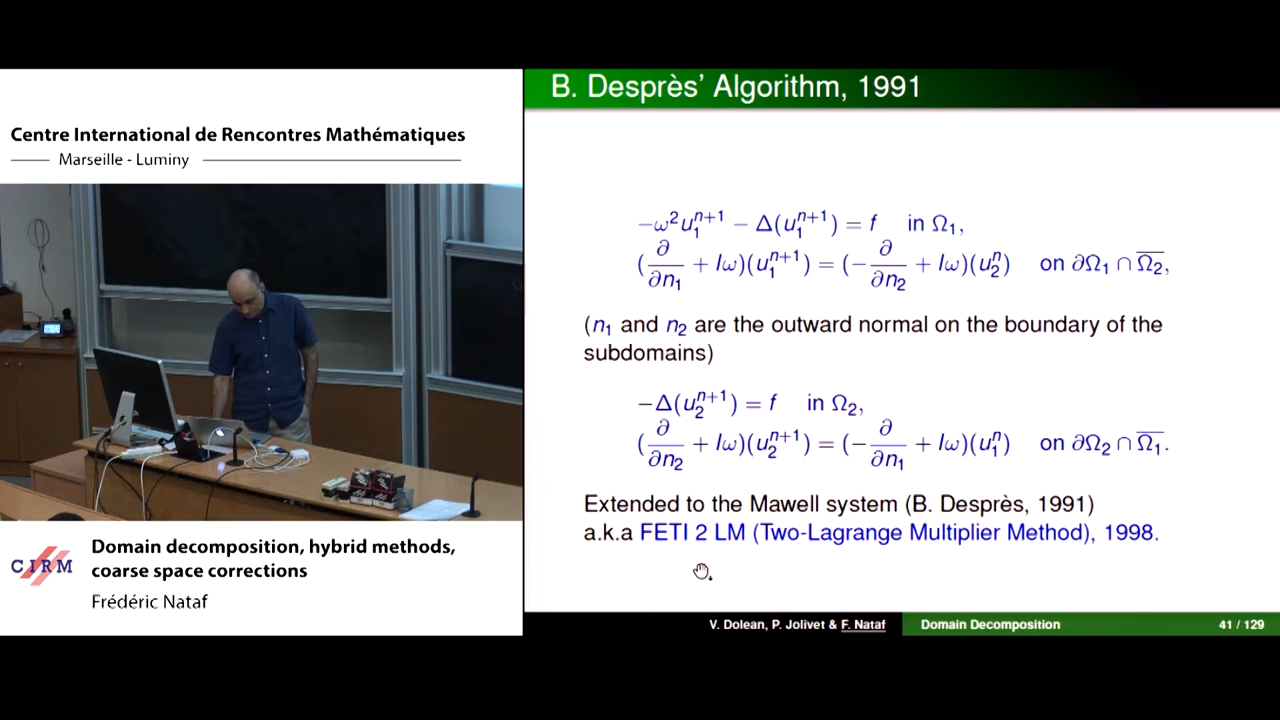 Centre International de Rencontres Mathématiques
Marseille - Luminy
CIRM
Domain decomposition, hybrid methods,
coarse space corrections
Frédéric Nataf
B. Desprès’ Algorithm, 1991
−ω²u₁ⁿ⁺¹ − Δ(u₁ⁿ⁺¹) = f in Ω₁,
(∂/∂n₁ + Iω)(u₁ⁿ⁺¹) = (−∂/∂n₂ + Iω)(u₂ⁿ) on ∂Ω₁ ∩ Ω̅₂,
(n₁ and n₂ are the outward normal on the boundary of the
subdomains)
−Δ(u₂ⁿ⁺¹) = f in Ω₂,
(∂/∂n₂ + Iω)(u₂ⁿ⁺¹) = (−∂/∂n₁ + Iω)(u₁ⁿ) on ∂Ω₂ ∩ Ω̅₁.
Extended to the Mawell system (B. Desprès, 1991)
a.k.a FETI 2 LM (Two-Lagrange Multiplier Method), 1998.
V. Dolean, P. Jolivet & F. Nataf
Domain Decomposition
41 / 129